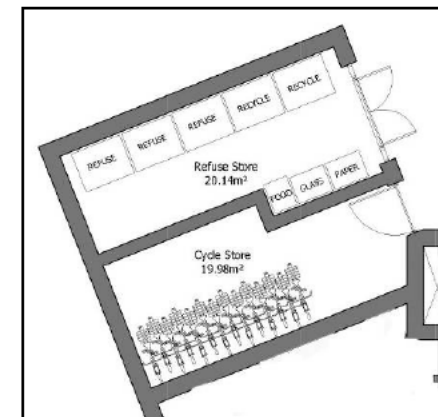 REFUSE
REFUSE
REFUSE
RECYCLE
RECYCLE
Refuse Store
20.14m²
FOOD
GLASS
PAPER
Cycle Store
19.98m²